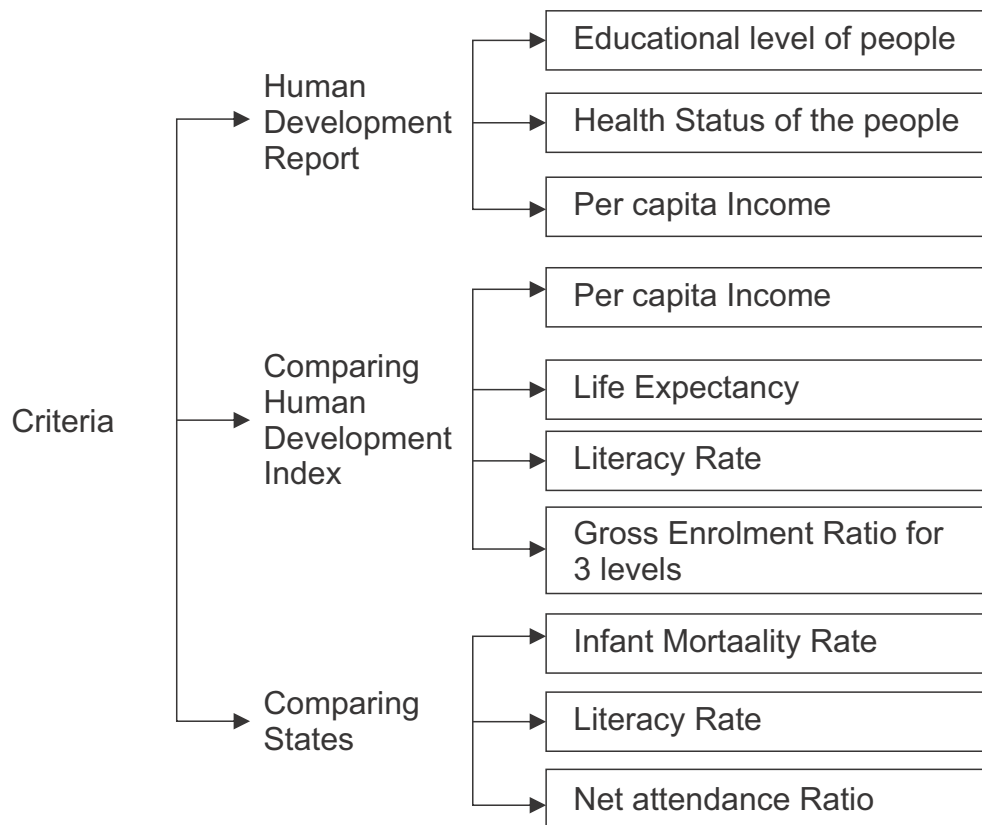 Criteria
Human
Development
Report
Educational level of people
Health Status of the people
Per capita Income
Comparing
Human
Development
Index
Per capita Income
Life Expectancy
Literacy Rate
Gross Enrolment Ratio for
3 levels
Comparing
States
Infant Mortaality Rate
Literacy Rate
Net attendance Ratio